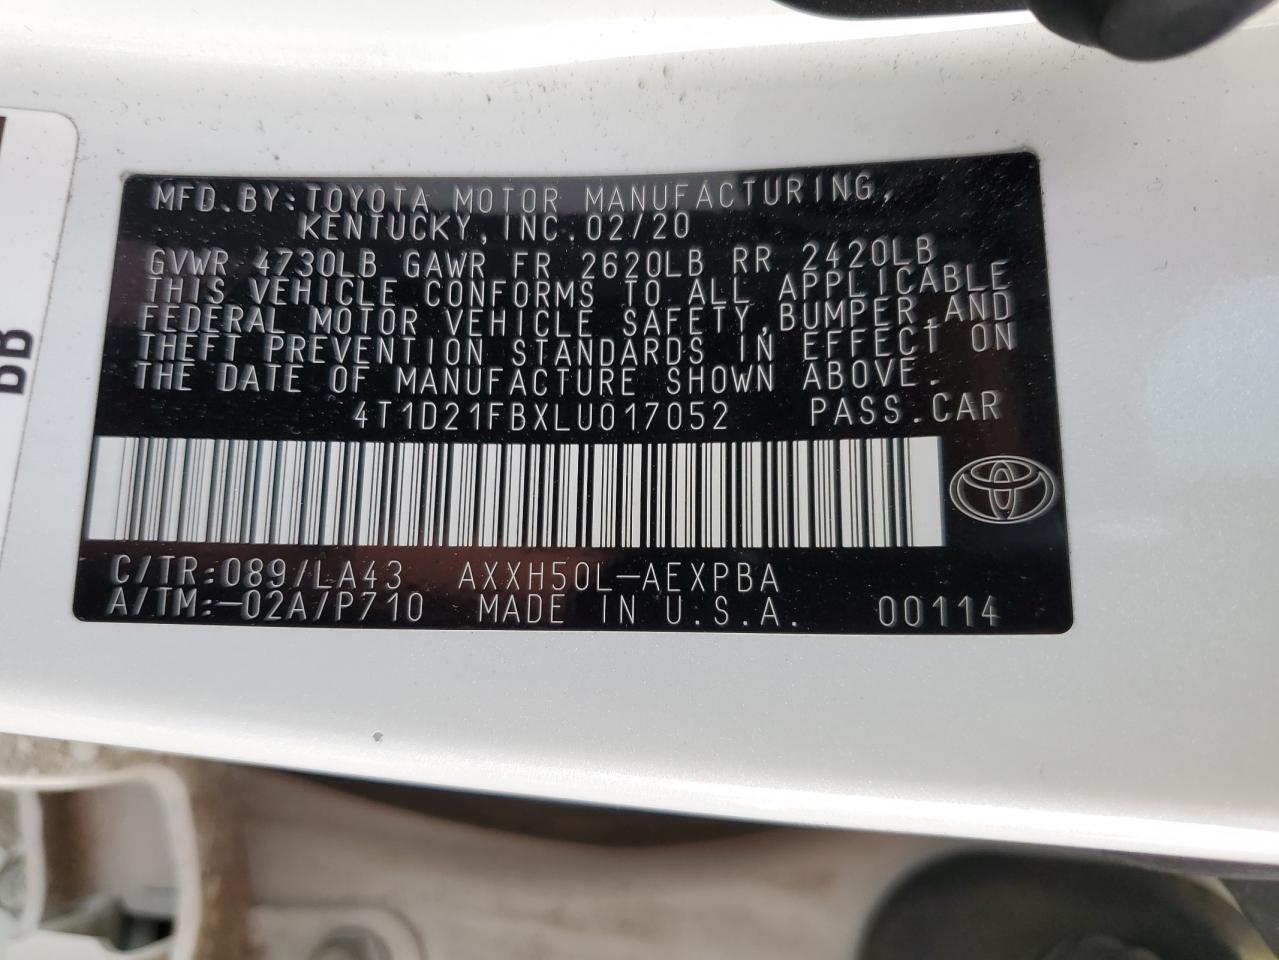 MFD. BY: TOYOTA MOTOR MANUFACTURING,
KENTUCKY, INC. 02/20
GVWR 4730LB GAWR FR 2620LB RR 2420LB
THIS VEHICLE CONFORMS TO ALL APPLICABLE
FEDERAL MOTOR VEHICLE SAFETY, BUMPER, AND
THEFT PREVENTION STANDARDS IN EFFECT ON
THE DATE OF MANUFACTURE SHOWN ABOVE.
4T1D21FBXLU017052 PASS. CAR
C/TR: 089/LA43 AXXH50L-AEXPBA
A/TM: -02A/P710 MADE IN U.S.A. 00114